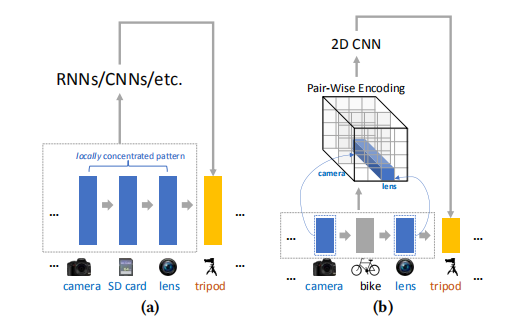 RNNs/CNNs/etc.
locally concentrated pattern
... ...
... ...
camera SD card lens tripod
(a)
2D CNN
Pair-Wise Encoding
camera
lens
... ...
... ...
camera bike lens tripod
(b)